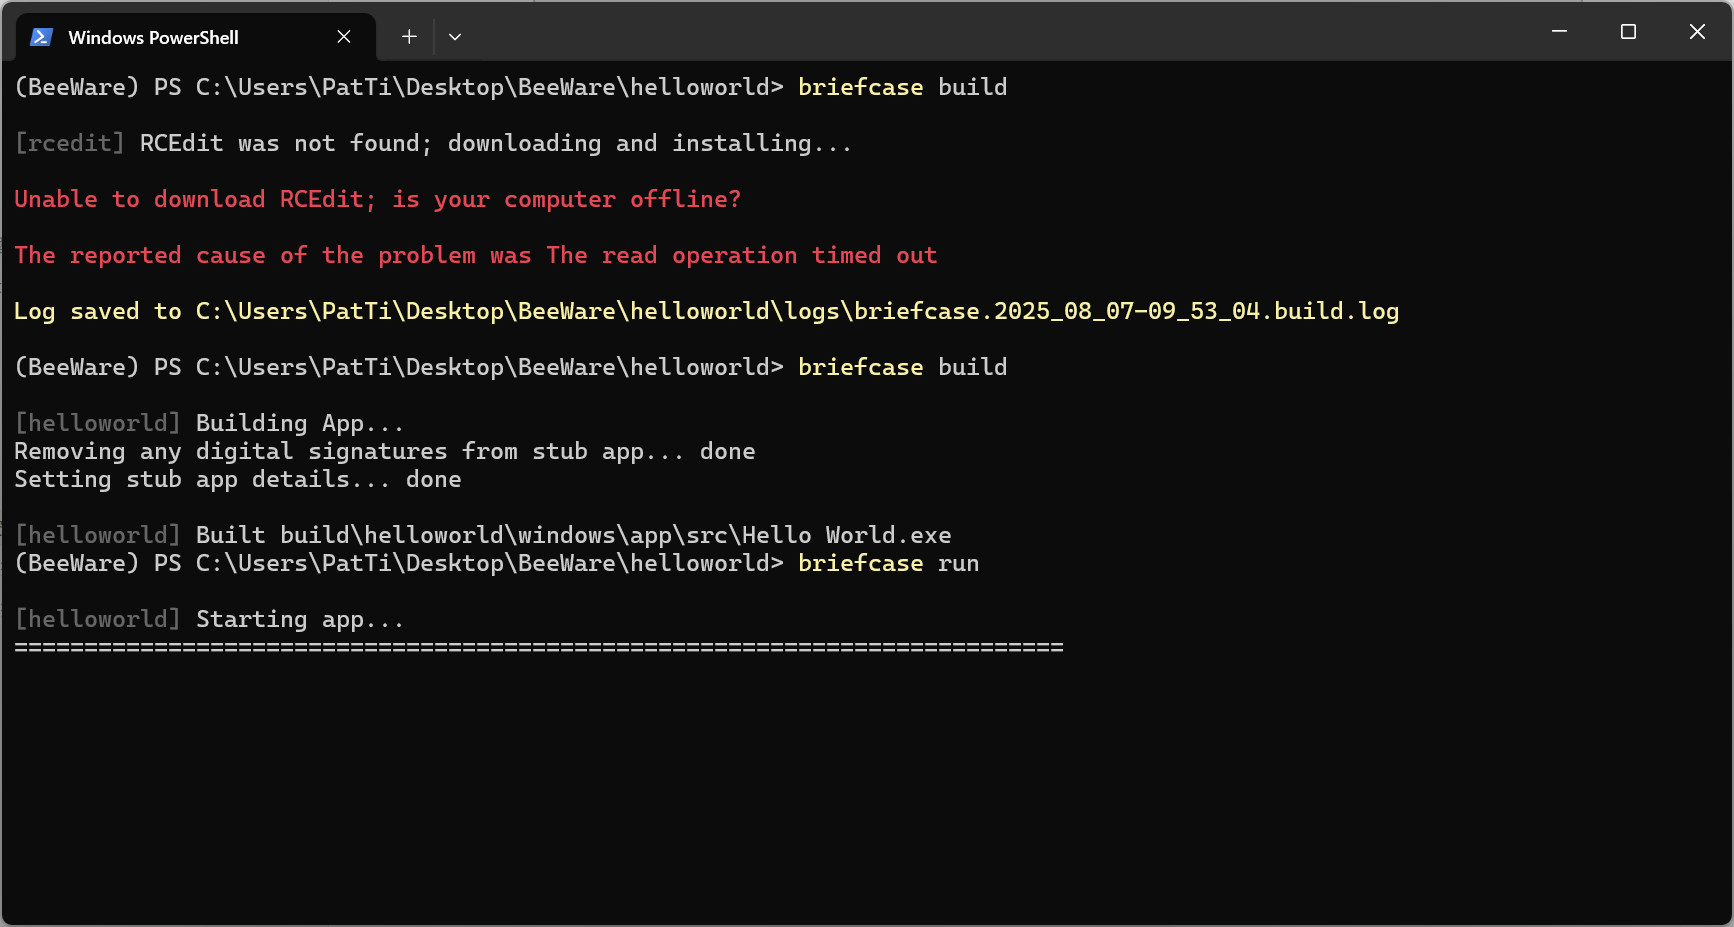 Windows PowerShell
(BeeWare) PS C:\Users\PatTi\Desktop\BeeWare\helloworld> briefcase build
[rcedit] RCEdit was not found; downloading and installing...
Unable to download RCEdit; is your computer offline?
The reported cause of the problem was The read operation timed out
Log saved to C:\Users\PatTi\Desktop\BeeWare\helloworld\logs\briefcase.2025_08_07-09_53_04.build.log
(BeeWare) PS C:\Users\PatTi\Desktop\BeeWare\helloworld> briefcase build
[helloworld] Building App...
Removing any digital signatures from stub app... done
Setting stub app details... done
[helloworld] Built build\helloworld\windows\app\src\Hello World.exe
(BeeWare) PS C:\Users\PatTi\Desktop\BeeWare\helloworld> briefcase run
[helloworld] Starting app...
===========================================================================